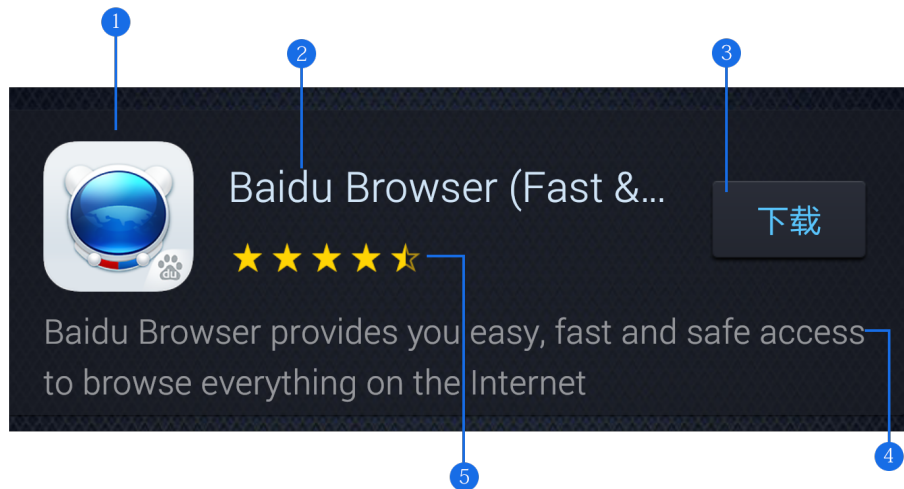 1
2
3
Baidu Browser (Fast &...
下载
du
Baidu Browser provides you easy, fast and safe access
to browse everything on the Internet
4
5